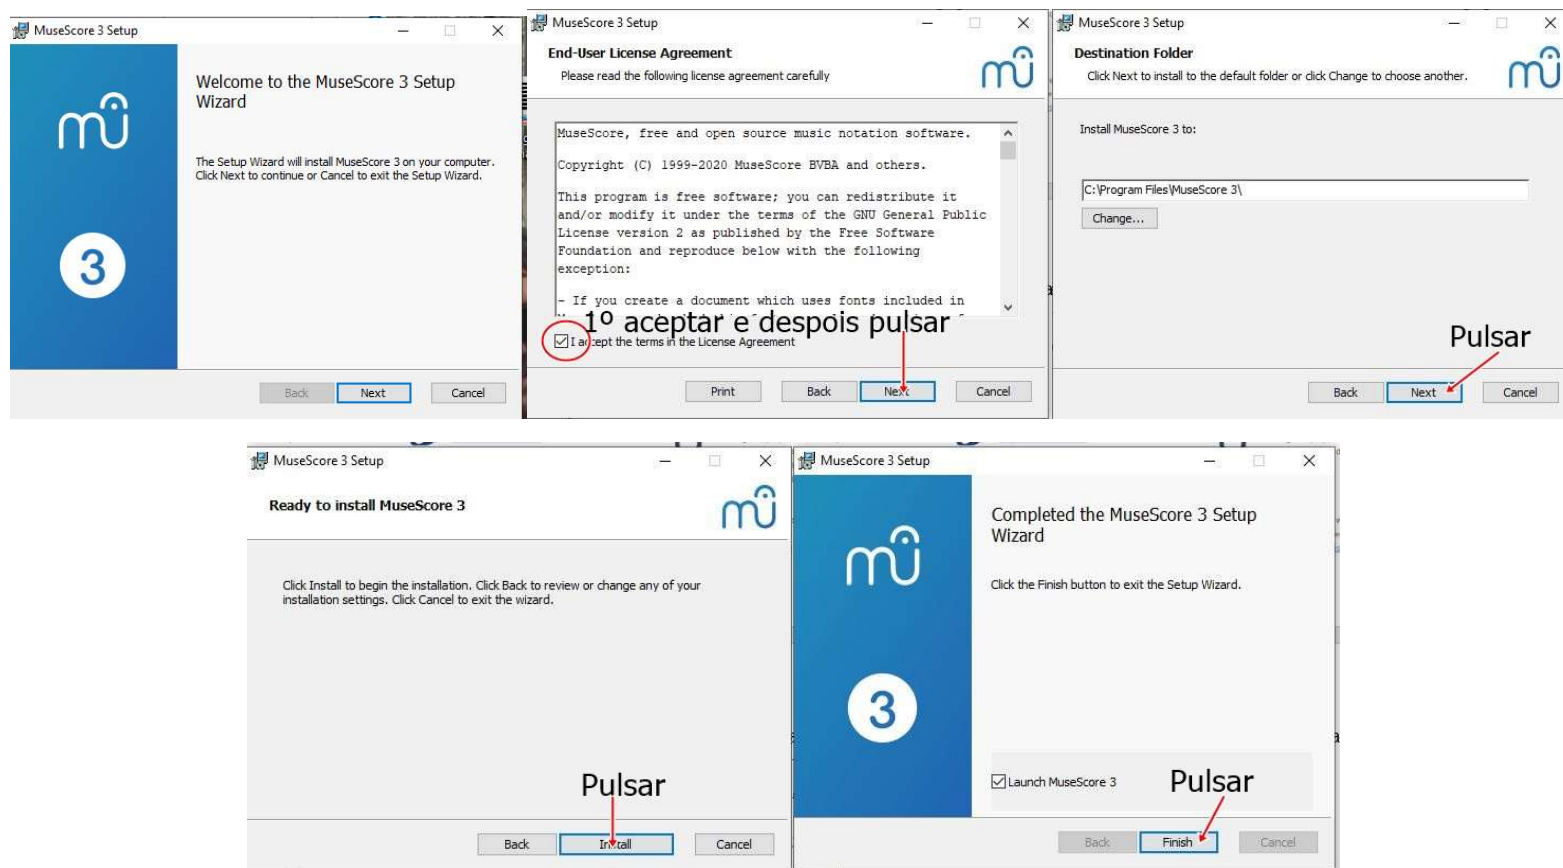 MuseScore 3 Setup
Welcome to the MuseScore 3 Setup
Wizard
The Setup Wizard will install MuseScore 3 on your computer.
Click Next to continue or Cancel to exit the Setup Wizard.
3
Back Next Cancel
MuseScore 3 Setup
End-User License Agreement
Please read the following license agreement carefully
MuseScore, free and open source music notation software.
Copyright (C) 1999-2020 MuseScore BVBA and others.
This program is free software; you can redistribute it
and/or modify it under the terms of the GNU General Public
License version 2 as published by the Free Software
Foundation and reproduce below with the following
exception:
- If you create a document which uses fonts included in
1º aceptar e despois pulsar
I accept the terms in the License Agreement
Print Back Next Cancel
MuseScore 3 Setup
Destination Folder
Click Next to install to the default folder or click Change to choose another.
Install MuseScore 3 to:
C:\Program Files\MuseScore 3\
Change...
Pulsar
Back Next Cancel
MuseScore 3 Setup
Ready to install MuseScore 3
Click Install to begin the installation. Click Back to review or change any of your
installation settings. Click Cancel to exit the wizard.
Pulsar
Back Install Cancel
MuseScore 3 Setup
Completed the MuseScore 3 Setup
Wizard
Click the Finish button to exit the Setup Wizard.
3
Launch MuseScore 3
Pulsar
Back Finish Cancel